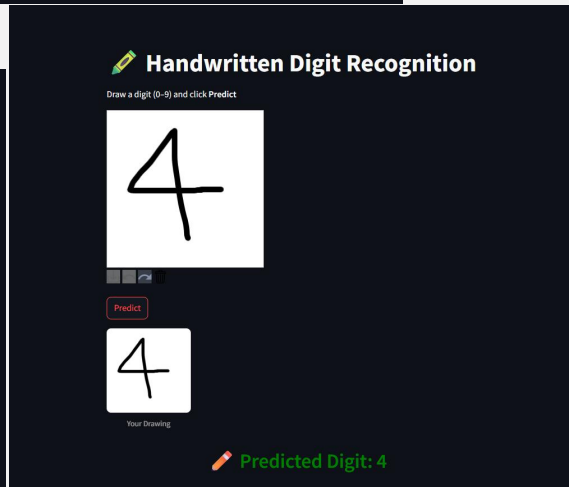 Handwritten Digit Recognition
Draw a digit (0-9) and click Predict
4
Predict
4
Your Drawing
Predicted Digit: 4